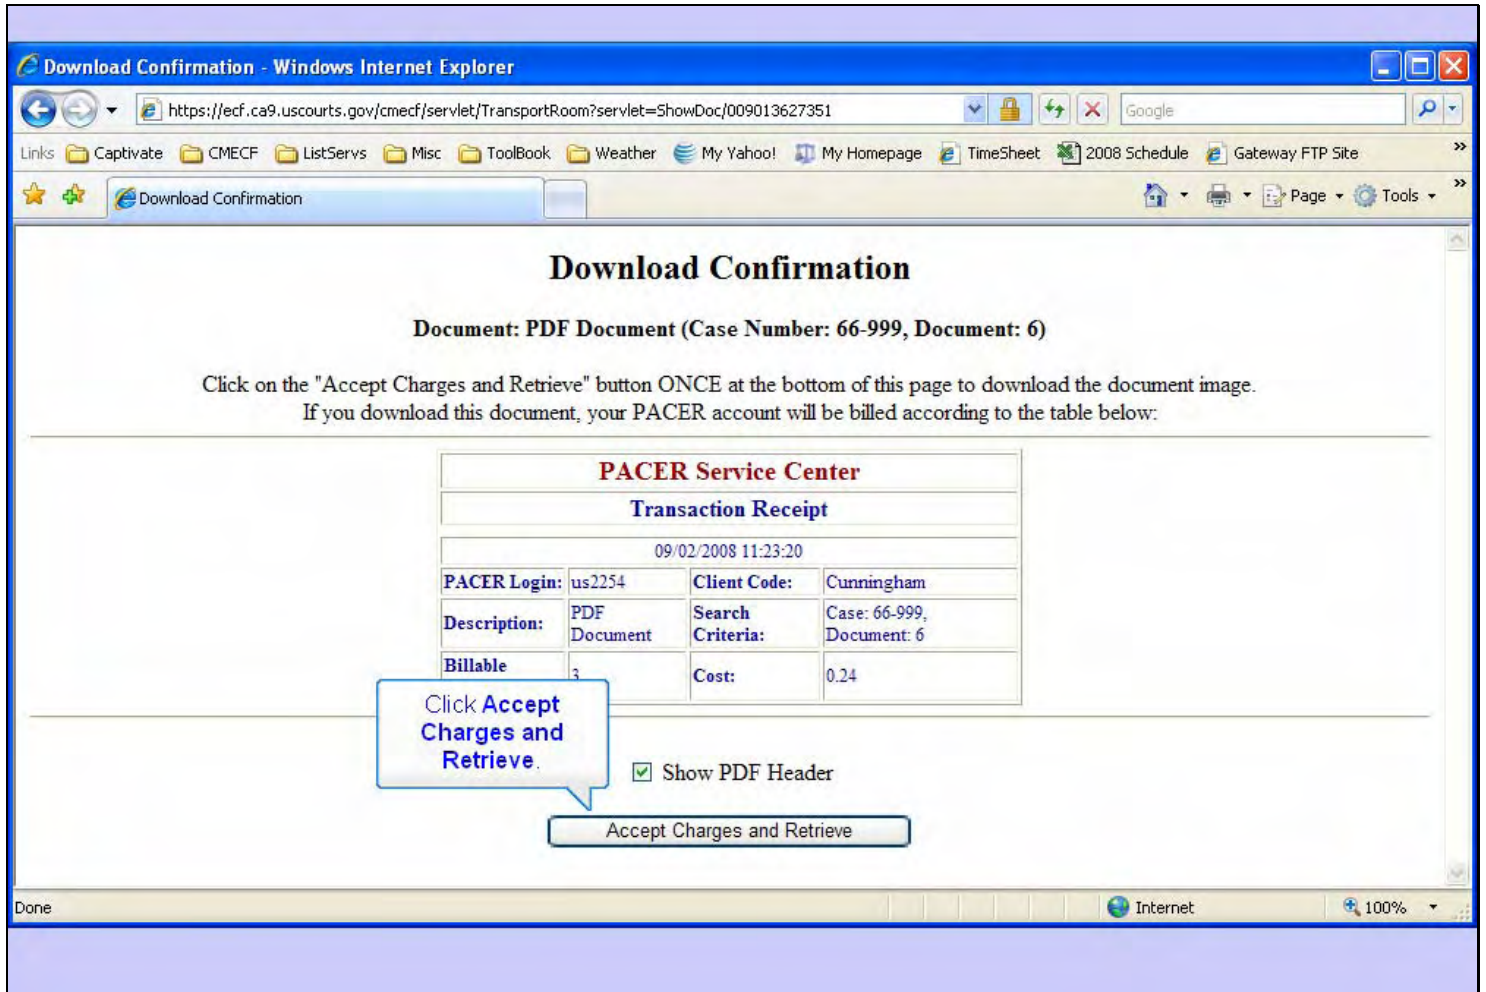 Download Confirmation - Windows Internet Explorer
https://ecf.ca9.uscourts.gov/cmecf/servlet/TransportRoom?servlet=ShowDoc/009013627351
Google
Links Captivate CMECF ListServs Misc ToolBook Weather My Yahoo! My Homepage TimeSheet 2008 Schedule Gateway FTP Site »
Download Confirmation Page Tools »
Download Confirmation
Document: PDF Document (Case Number: 66-999, Document: 6)
Click on the "Accept Charges and Retrieve" button ONCE at the bottom of this page to download the document image.
If you download this document, your PACER account will be billed according to the table below:
PACER Service Center
Transaction Receipt
09/02/2008 11:23:20
PACER Login: us2254 Client Code: Cunningham
Description: PDF Document Search Criteria: Case: 66-999, Document: 6
Billable 3 Cost: 0.24
Click Accept
Charges and
Retrieve.
Show PDF Header
Accept Charges and Retrieve
Done Internet 100%